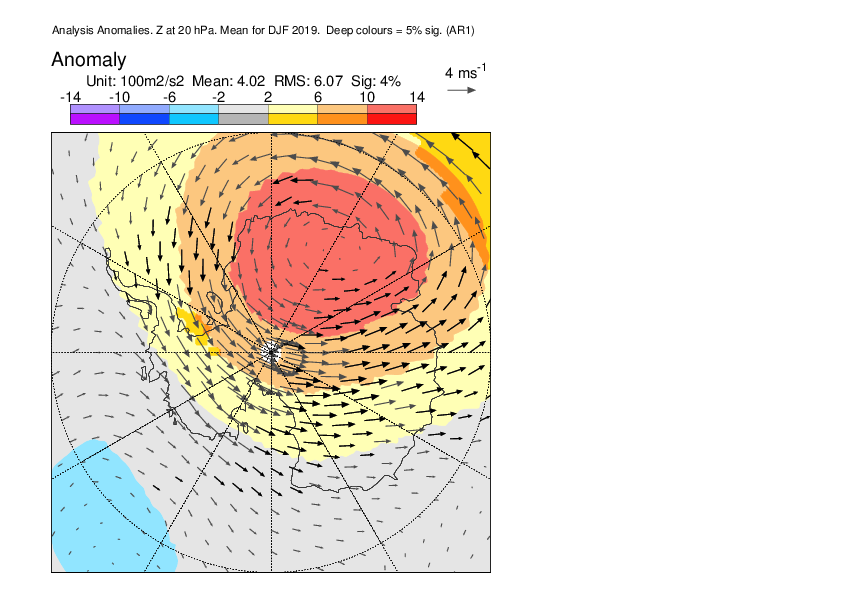 Analysis Anomalies. Z at 20 hPa. Mean for DJF 2019. Deep colours = 5% sig. (AR1)
Anomaly
4 ms-1
Unit: 100m2/s2 Mean: 4.02 RMS: 6.07 Sig: 4%
-14 -10 -6 -2 2 6 10 14